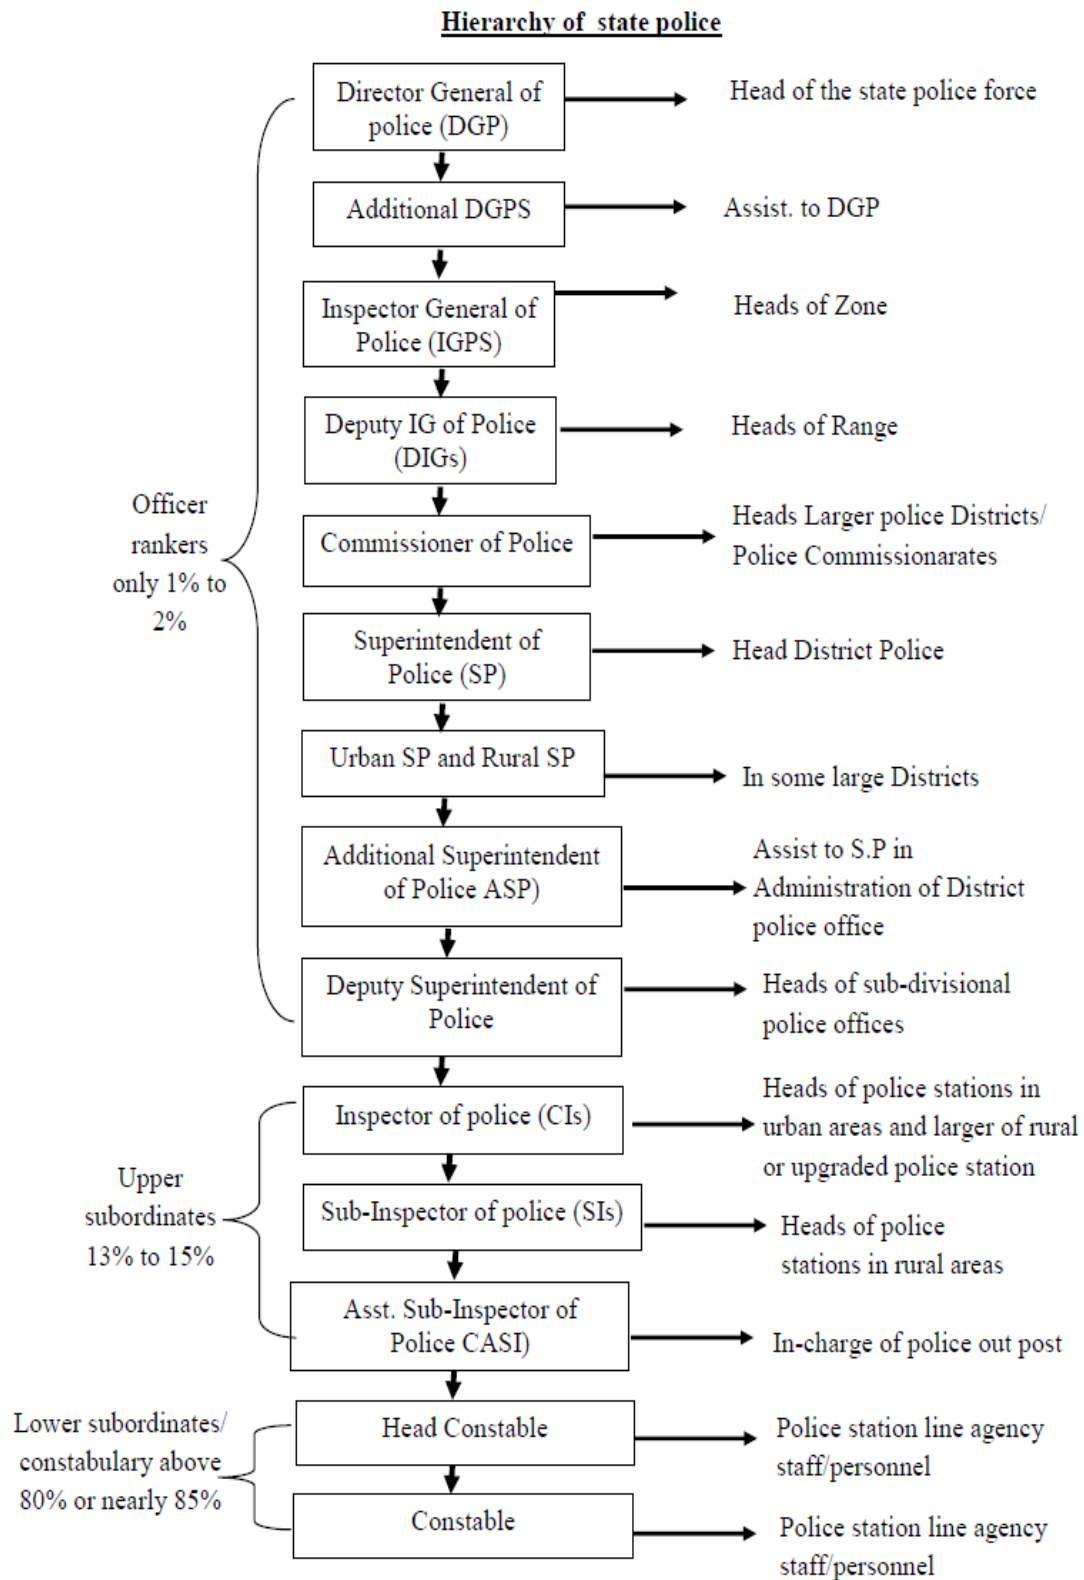 Hierarchy of state police
Director General of
police (DGP)
Head of the state police force
Additional DGPS
Assist. to DGP
Inspector General of
Police (IGPS)
Heads of Zone
Deputy IG of Police
(DIGs)
Heads of Range
Commissioner of Police
Heads Larger police Districts/
Police Commissionarates
Superintendent of
Police (SP)
Head District Police
Urban SP and Rural SP
In some large Districts
Additional Superintendent
of Police ASP)
Assist to S.P in
Administration of District
police office
Deputy Superintendent of
Police
Heads of sub-divisional
police offices
Officer
rankers
only 1% to
2%
Inspector of police (CIs)
Heads of police stations in
urban areas and larger of rural
or upgraded police station
Sub-Inspector of police (SIs)
Heads of police
stations in rural areas
Asst. Sub-Inspector of
Police CASI)
In-charge of police out post
Upper
subordinates
13% to 15%
Head Constable
Police station line agency
staff/personnel
Constable
Police station line agency
staff/personnel
Lower subordinates/
constabulary above
80% or nearly 85%